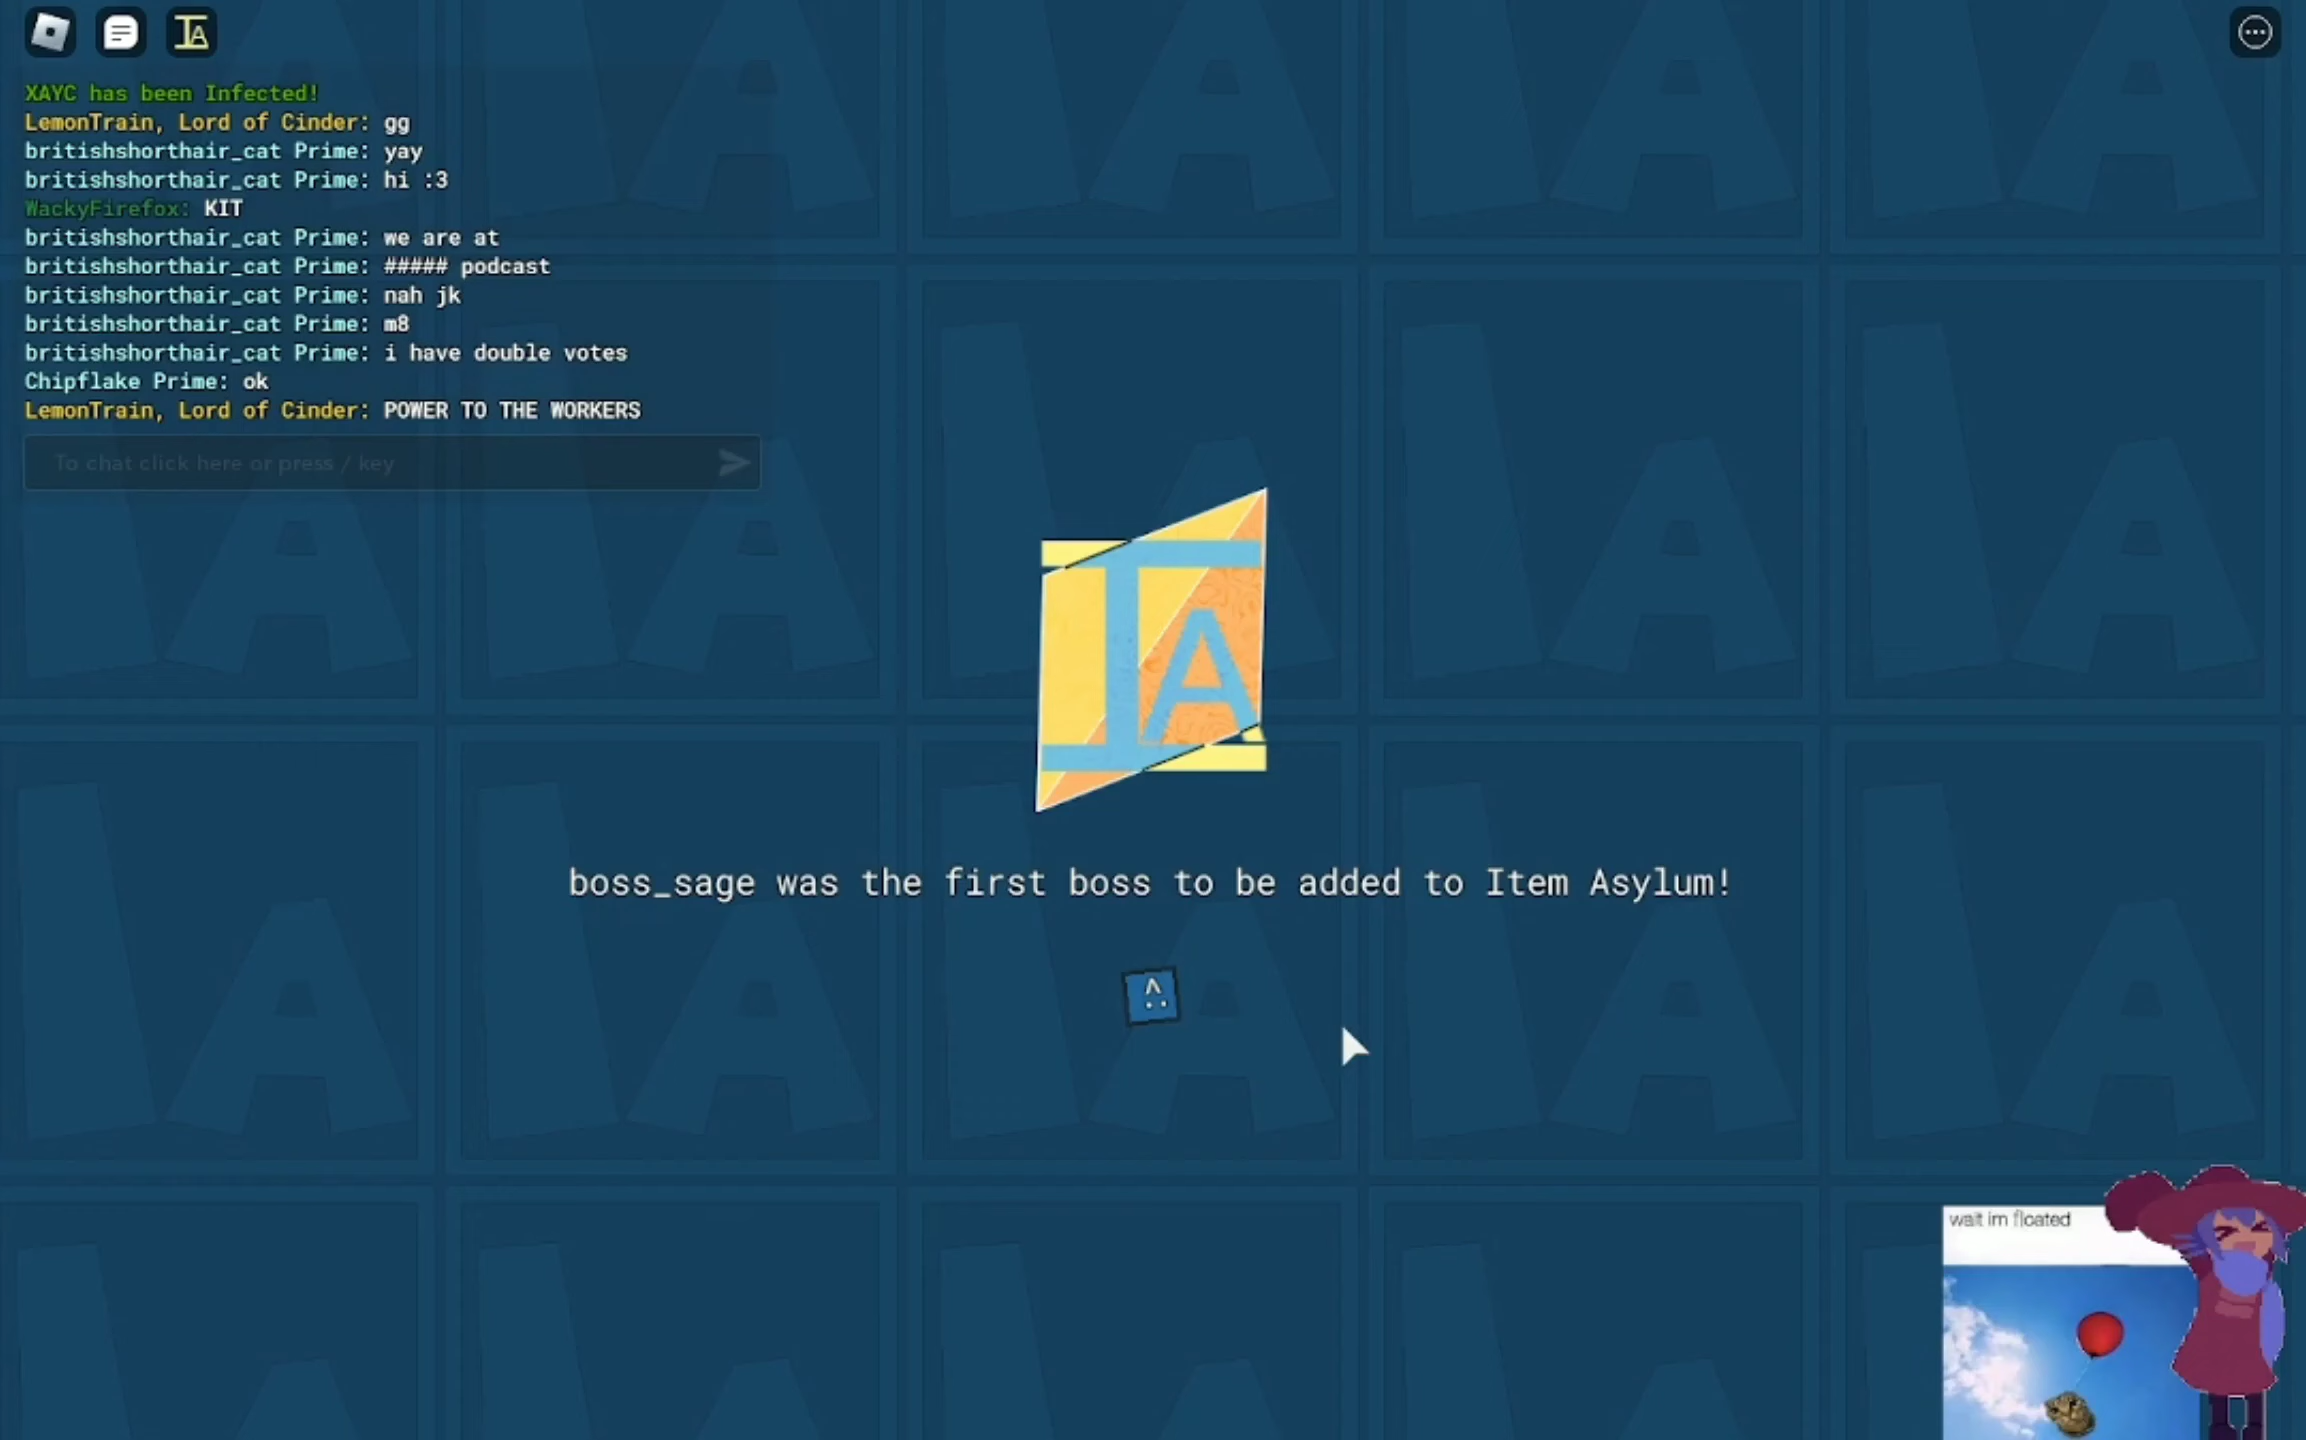 IA
XAYC has been Infected!
LemonTrain, Lord of Cinder: gg
britishshorthair_cat Prime: yay
britishshorthair_cat Prime: hi :3
WackyFirefox: KIT
britishshorthair_cat Prime: we are at
britishshorthair_cat Prime: ##### podcast
britishshorthair_cat Prime: nah jk
britishshorthair_cat Prime: m8
britishshorthair_cat Prime: i have double votes
Chipflake Prime: ok
LemonTrain, Lord of Cinder: POWER TO THE WORKERS
To chat click here or press / key
IA
boss_sage was the first boss to be added to Item Asylum!
wait im floated